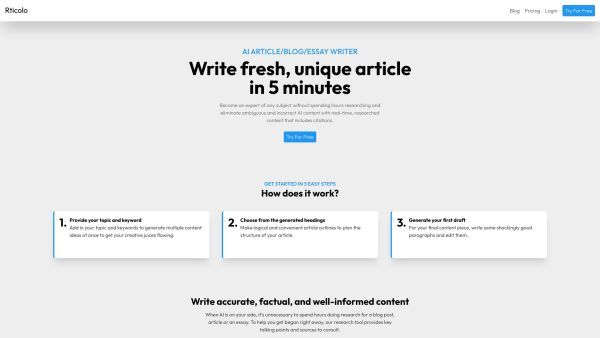 Rticolo
Blog Pricing Login Try For Free
AI ARTICLE/BLOG/ESSAY WRITER
Write fresh, unique article
in 5 minutes
Become an expert of any subject without spending hours researching and
eliminate ambiguous and incorrect AI content with real-time, researched
content that includes citations.
Try For Free
GET STARTED IN 3 EASY STEPS
How does it work?
1. Provide your topic and keyword
Add is your topic and keywords to generate multiple content
ideas at once to get your creative juices flowing.
2. Choose from the generated headings
Make logical and convenient article outlines to plan the
structure of your article.
3. Generate your first draft
For your final content piece, write some shockingly good
paragraphs and edit them.
Write accurate, factual, and well-informed content
When AI is on your side, it's unnecessary to spend hours doing research for a blog post,
article or an essay. To help you get began right away, our research tool provides key
talking points and sources to consult.